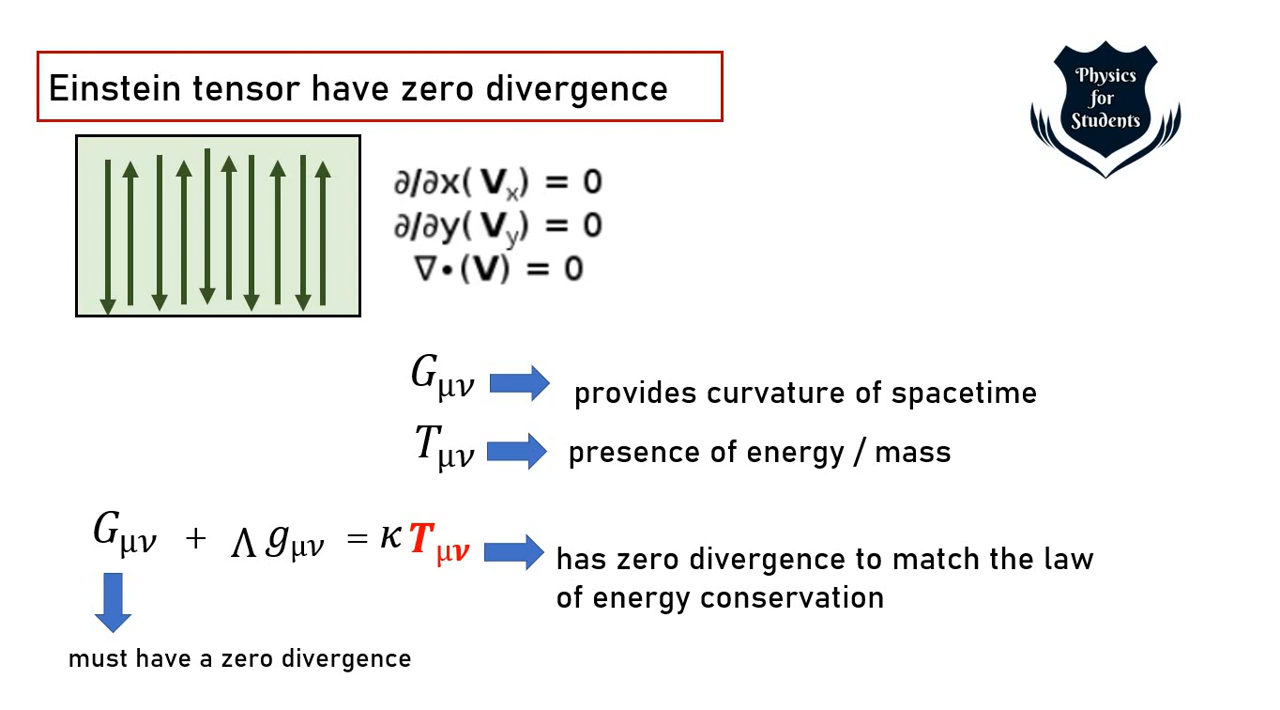 Einstein tensor have zero divergence
Physics
for
Students
∂/∂x( Vₓ) = 0
∂/∂y( Vᵧ) = 0
∇•(V) = 0
Gμν
provides curvature of spacetime
Tμν
presence of energy / mass
Gμν + Λ gμν = κ Tμν
has zero divergence to match the law
of energy conservation
must have a zero divergence